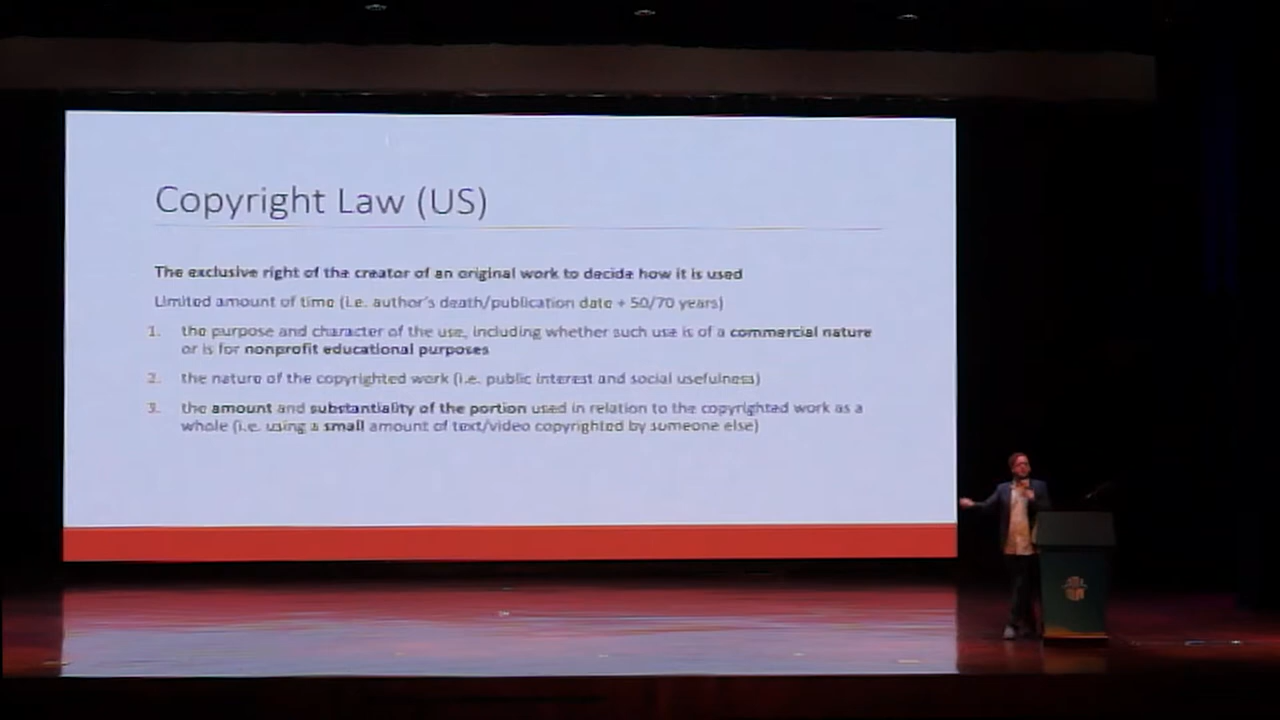 Copyright Law (US)
The exclusive right of the creator of an original work to decide how it is used
Limited amount of time (i.e. author's death/publication date + 50/70 years)
1. the purpose and character of the use, including whether such use is of a commercial nature
or is for nonprofit educational purposes
2. the nature of the copyrighted work (i.e. public interest and social usefulness)
3. the amount and substantiality of the portion used in relation to the copyrighted work as a
whole (i.e. using a small amount of text/video copyrighted by someone else)